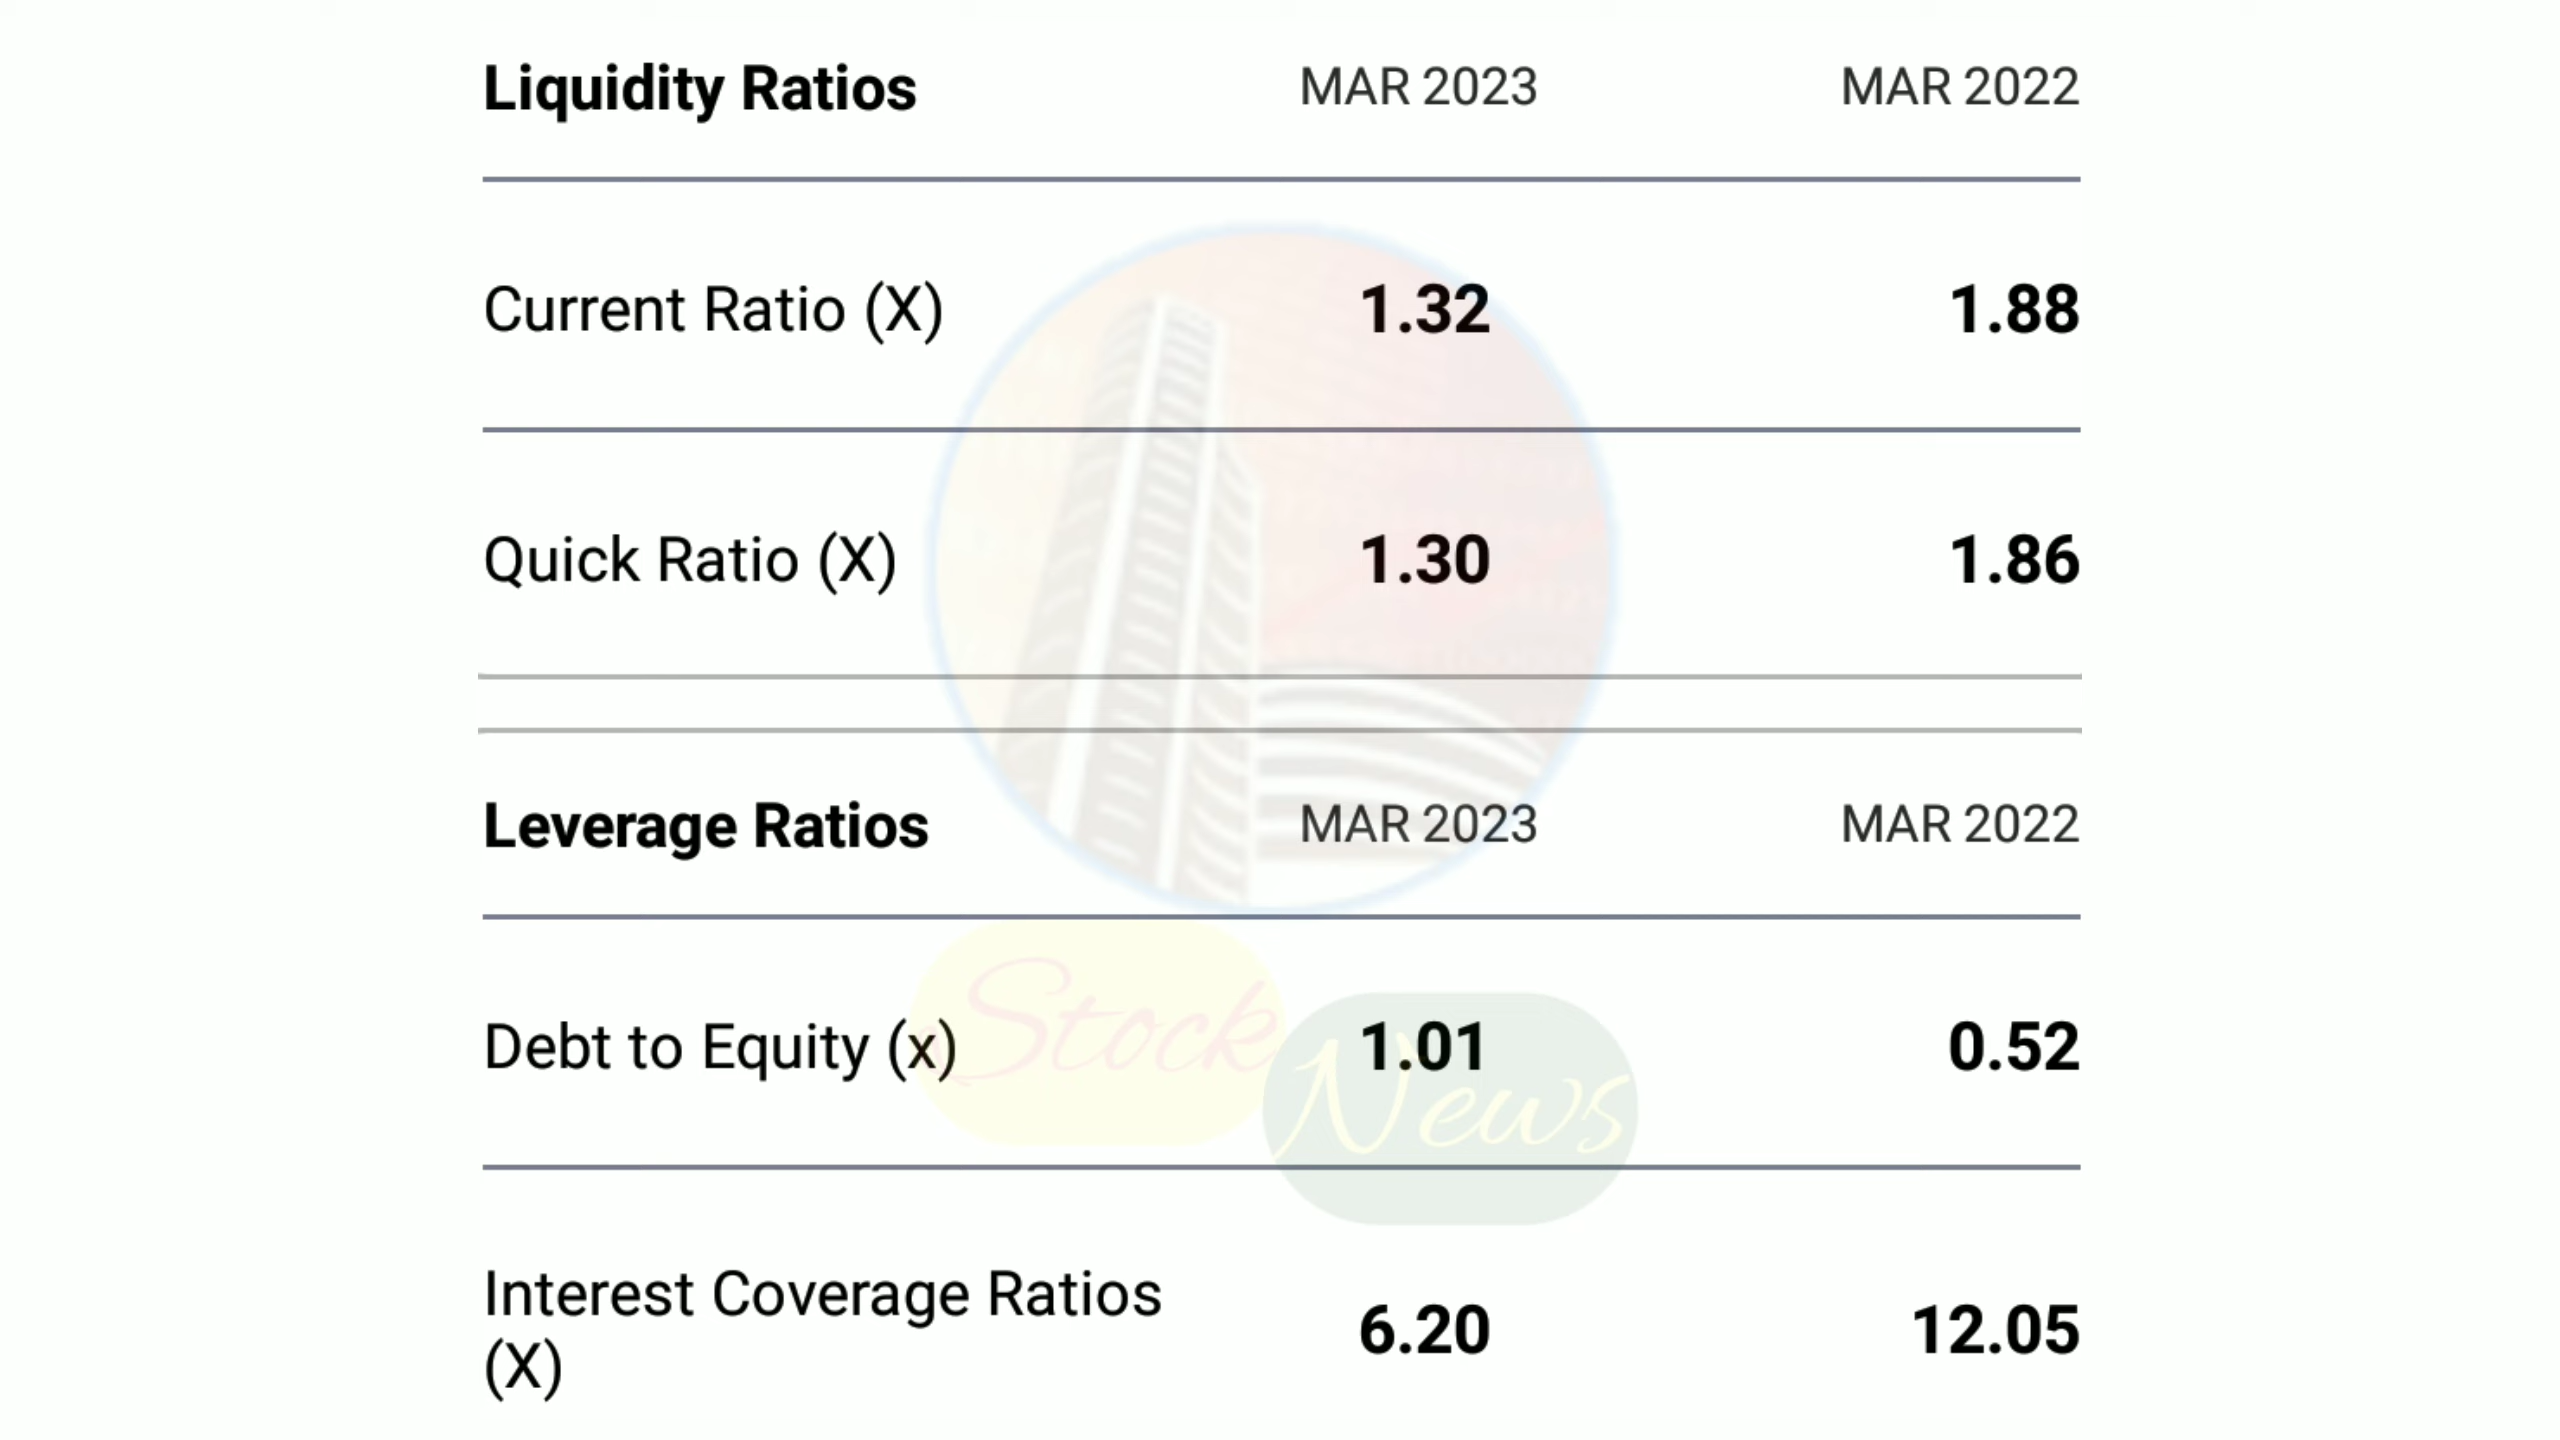 Liquidity Ratios MAR 2023 MAR 2022
Current Ratio (X) 1.32 1.88
Quick Ratio (X) 1.30 1.86
Leverage Ratios MAR 2023 MAR 2022
Debt to Equity (x) 1.01 0.52
Interest Coverage Ratios
(X) 6.20 12.05
eStock
News